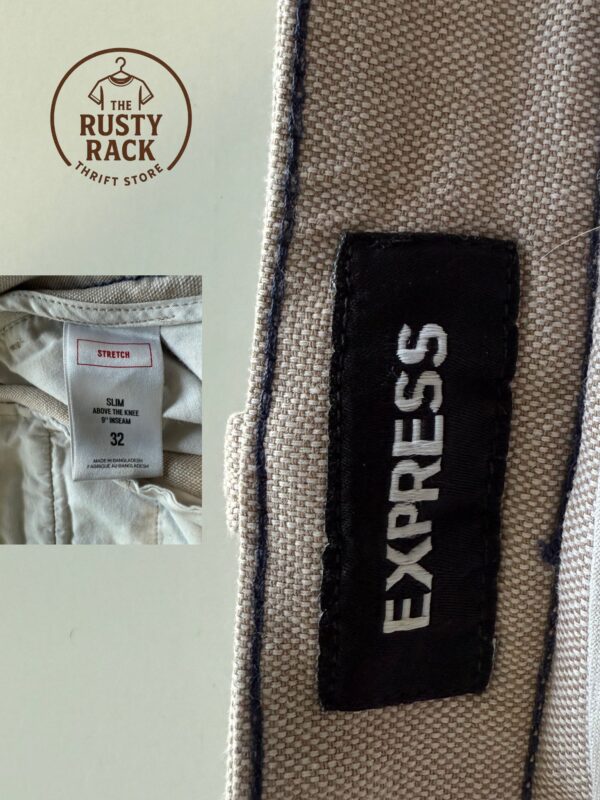 THE
RUSTY
RACK
THRIFT STORE
STRETCH
SLIM
ABOVE THE KNEE
9" INSEAM
32
MADE IN BANGLADESH
FABRIQUÉ AU BANGLADESH
EXPRESS